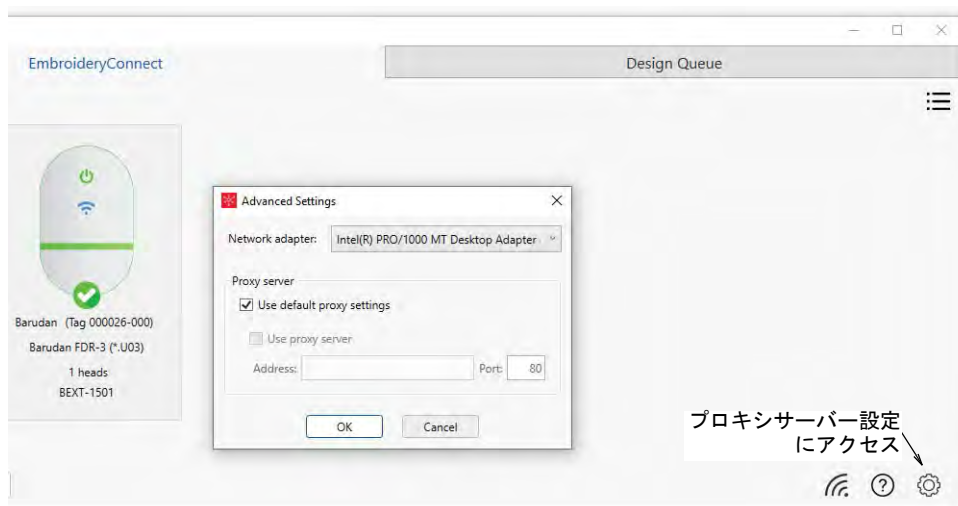 EmbroideryConnect
Design Queue
Barudan (Tag 000026-000)
Barudan FDR-3 (*.U03)
1 heads
BEXT-1501
Advanced Settings
Network adapter: Intel(R) PRO/1000 MT Desktop Adapter
Proxy server
Use default proxy settings
Use proxy server
Address: Port: 80
OK Cancel
プロキシサーバー設定
にアクセス